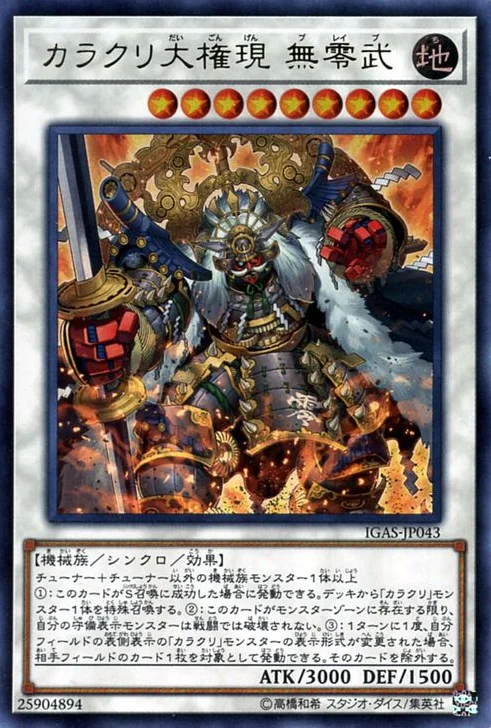 カラクリ大権現 無零武
地
零
IGAS-JP043
【機械族／シンクロ／効果】
チューナー＋チューナー以外の機械族モンスター1体以上
①：このカードがS召喚に成功した場合に発動できる。デッキから「カラクリ」モン
スター1体を特殊召喚する。②：このカードがモンスターゾーンに存在する限り、
自分の守備表示モンスターは戦闘では破壊されない。③：1ターンに1度、自分
フィールドの表側表示の「カラクリ」モンスターの表示形式が変更された場合、
相手フィールドのカード1枚を対象として発動できる。そのカードを除外する。
ATK/3000 DEF/1500
25904894 ©高橋和希 スタジオ・ダイス/集英社